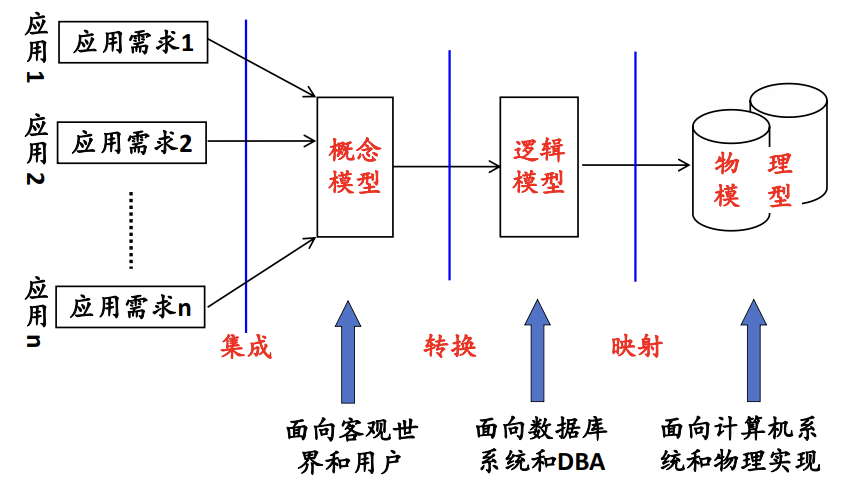 应用1
应用需求1
应用2
应用需求2
应用n
应用需求n
概念
模型
逻辑
模型
物 理
模 型
集成
转换
映射
面向客观世
界和用户
面向数据库
系统和DBA
面向计算机系
统和物理实现